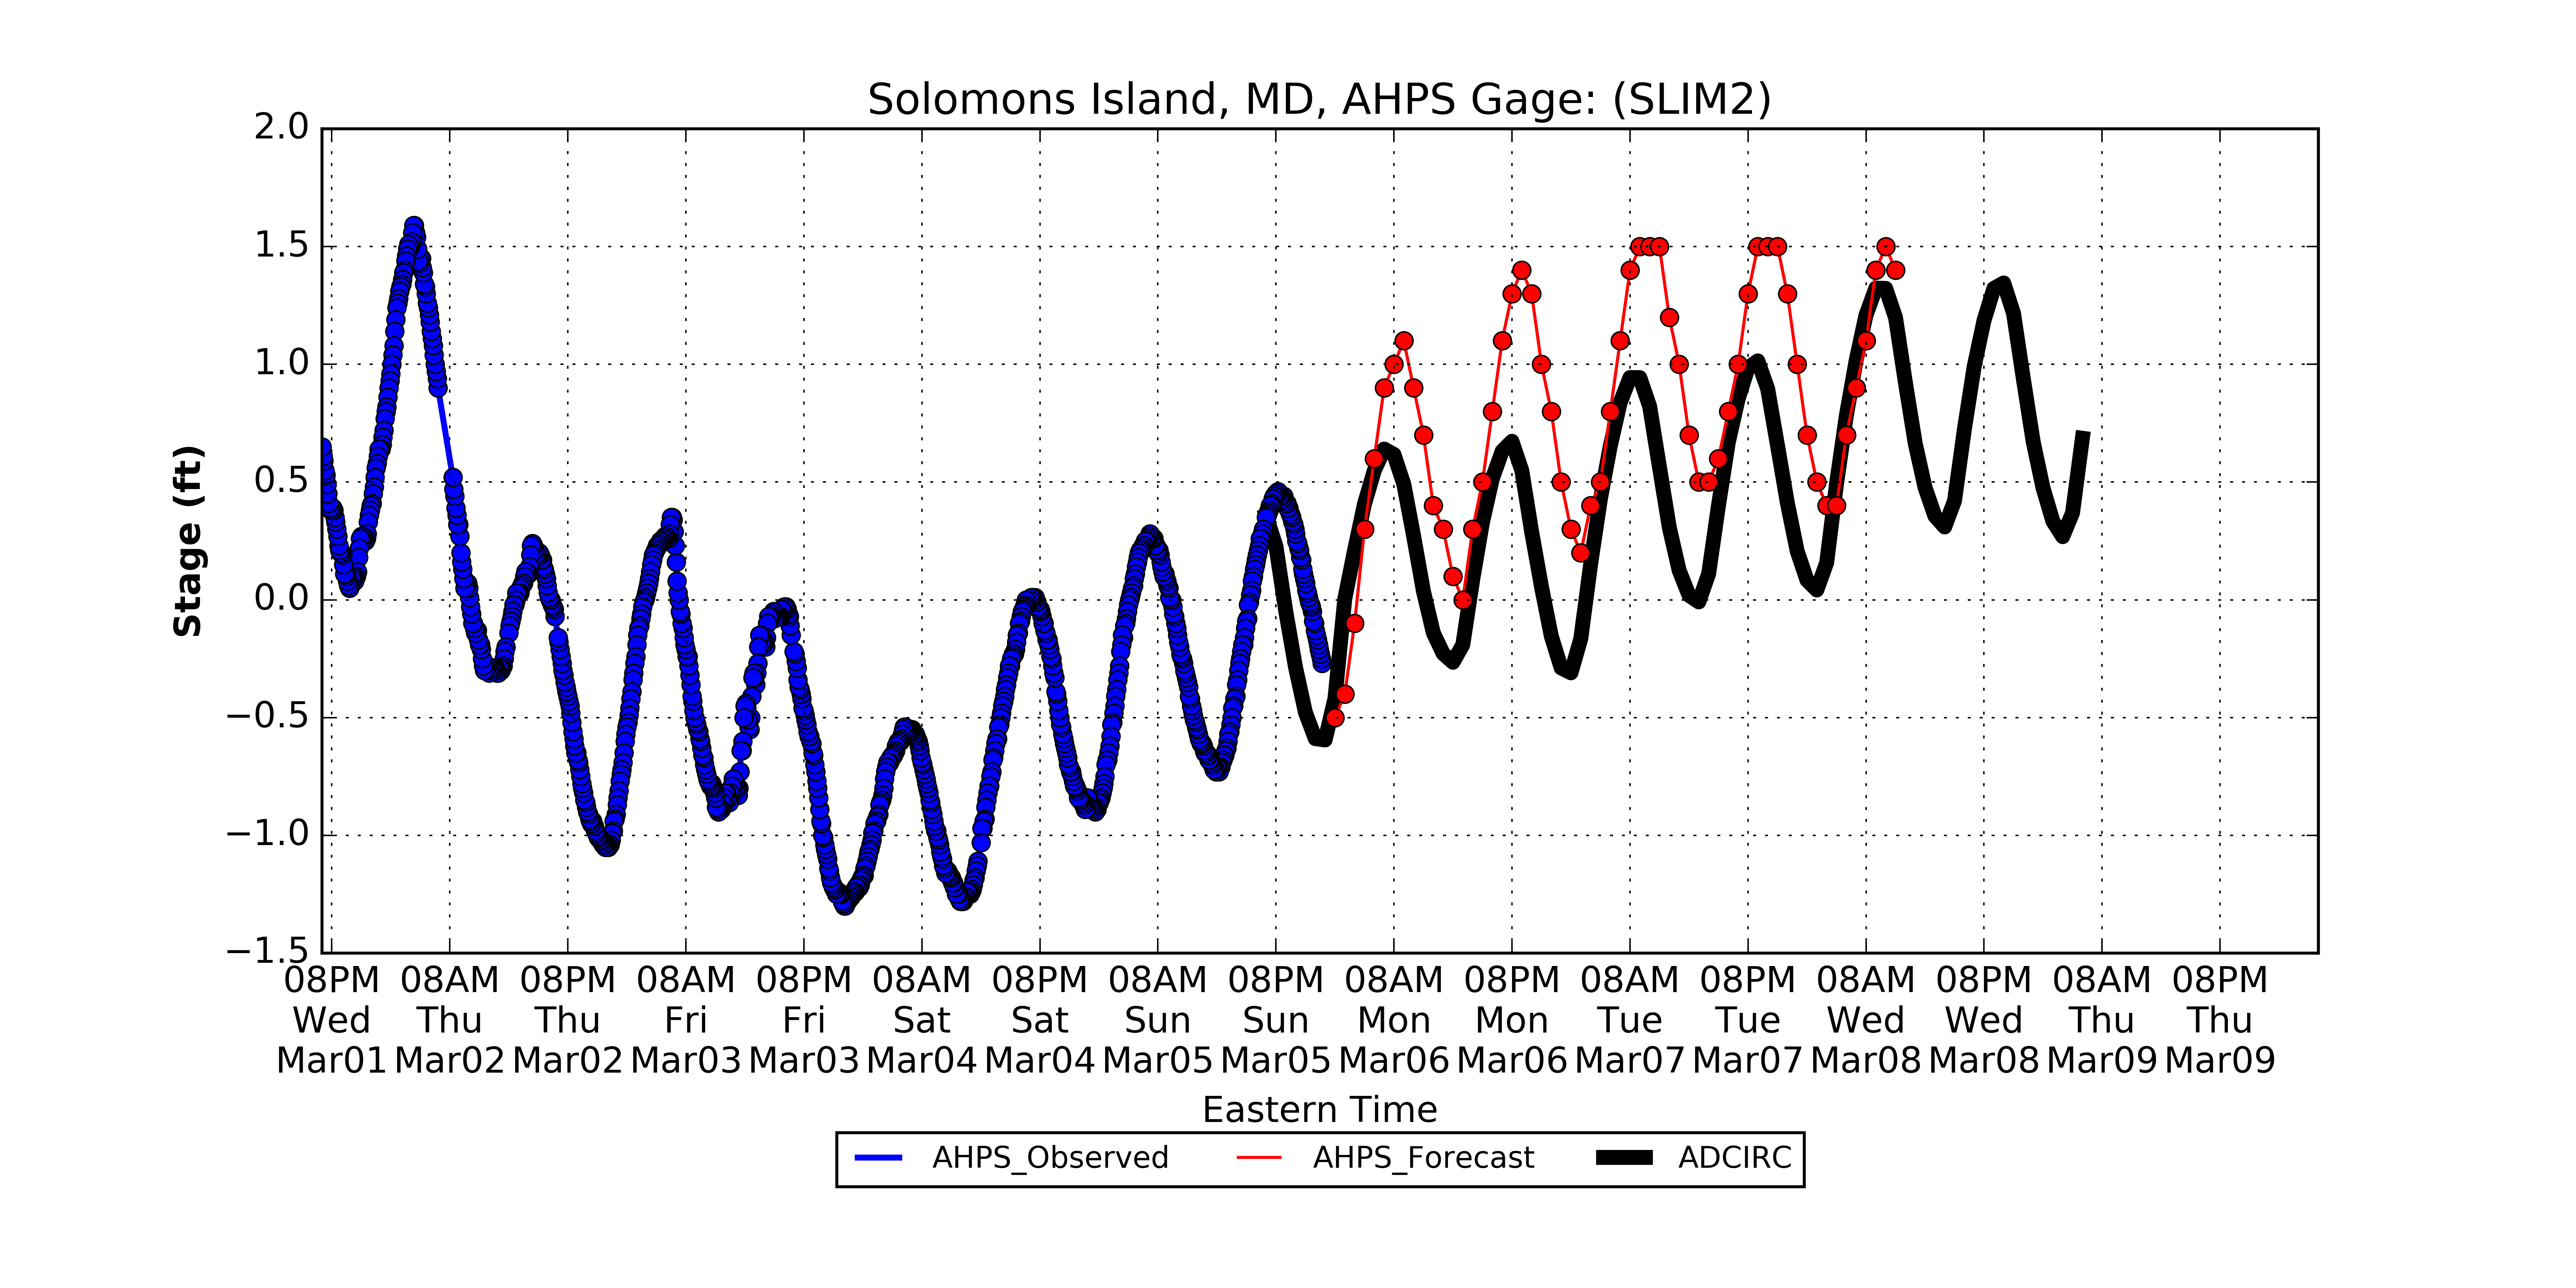 Solomons Island, MD, AHPS Gage: (SLIM2)
2.0
1.5
1.0
0.5
0.0
−0.5
−1.0
−1.5
Stage (ft)
08PM 08AM 08PM 08AM 08PM 08AM 08PM 08AM 08PM 08AM 08PM 08AM 08PM 08AM 08PM 08AM 08PM
Wed Thu Thu Fri Fri Sat Sat Sun Sun Mon Mon Tue Tue Wed Wed Thu Thu
Mar01 Mar02 Mar02 Mar03 Mar03 Mar04 Mar04 Mar05 Mar05 Mar06 Mar06 Mar07 Mar07 Mar08 Mar08 Mar09 Mar09
Eastern Time
AHPS_Observed AHPS_Forecast ADCIRC